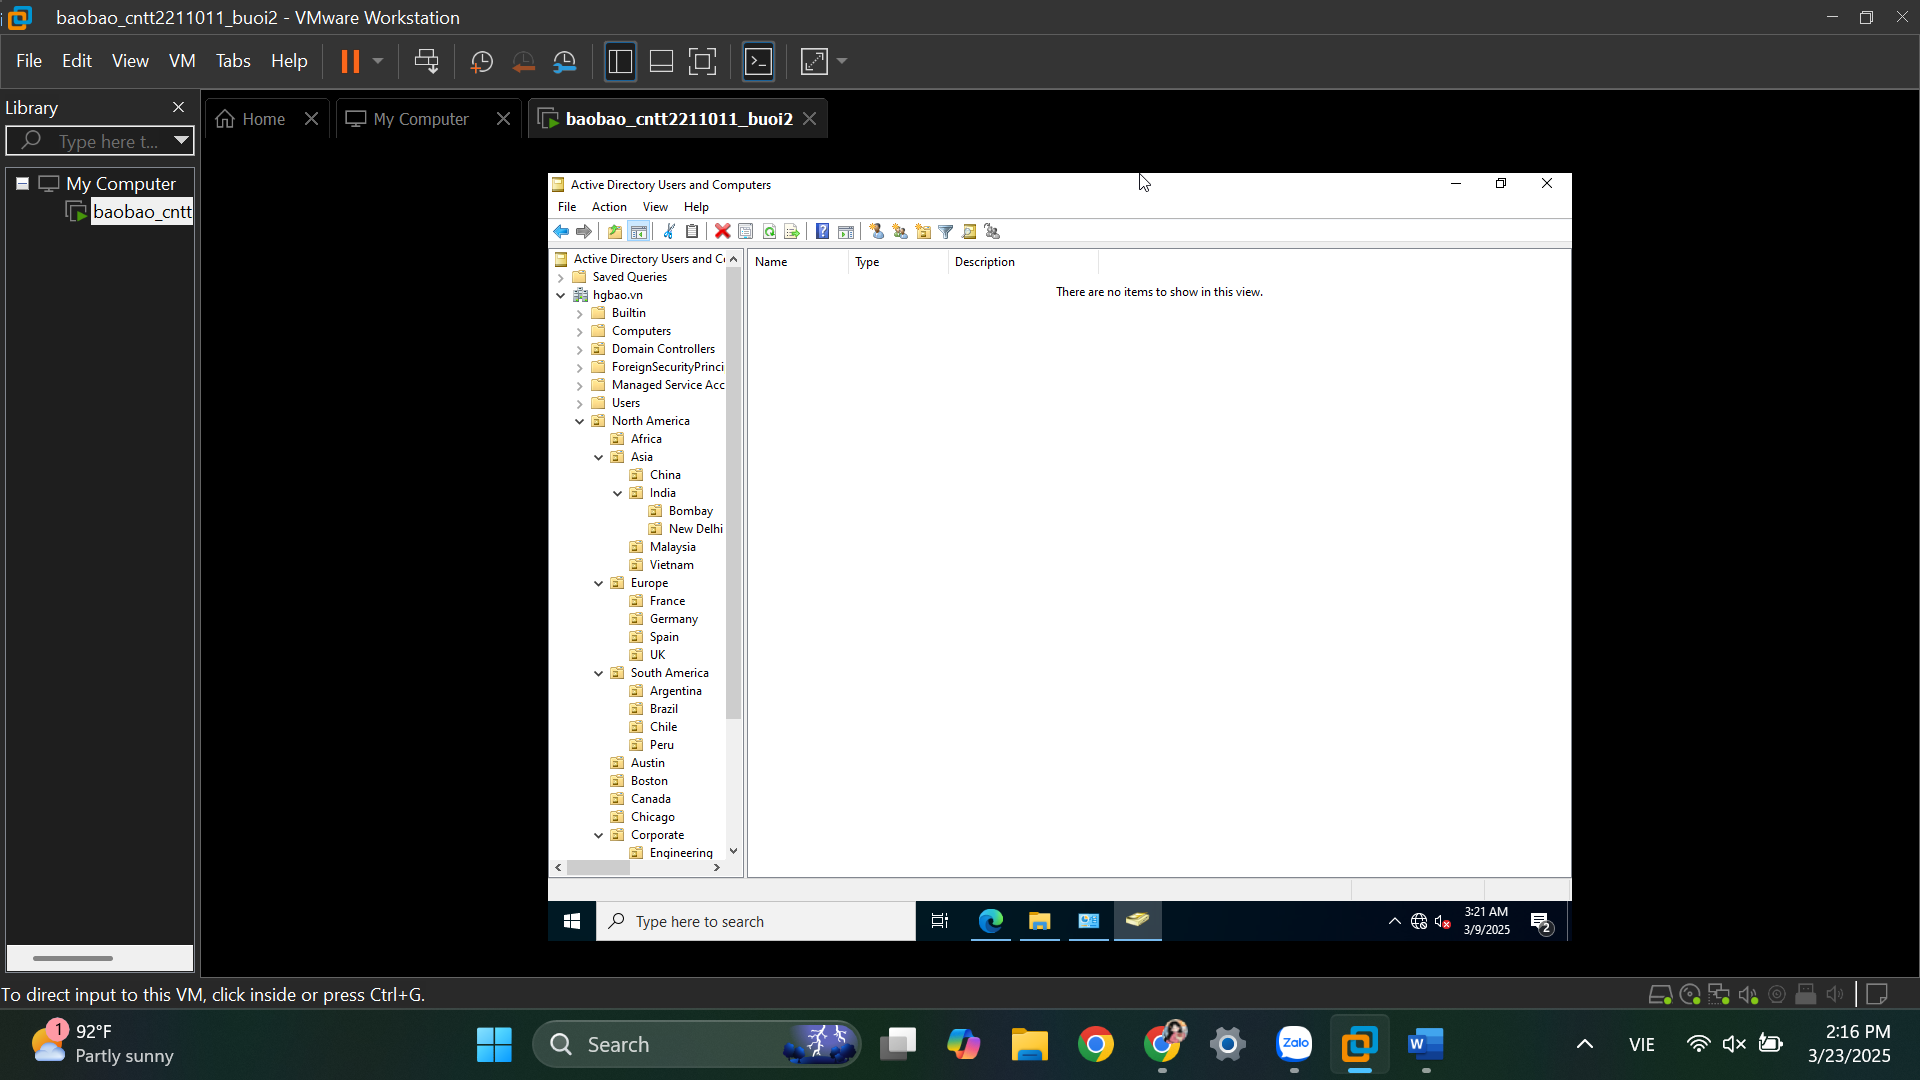 baobao_cntt2211011_buoi2 - VMware Workstation
File Edit View VM Tabs Help
Library
Type here t...
My Computer
baobao_cntt
Home
My Computer
baobao_cntt2211011_buoi2
Active Directory Users and Computers
File Action View Help
Active Directory Users and C
Saved Queries
hgbao.vn
Builtin
Computers
Domain Controllers
ForeignSecurityPrinci
Managed Service Acc
Users
North America
Africa
Asia
China
India
Bombay
New Delhi
Malaysia
Vietnam
Europe
France
Germany
Spain
UK
South America
Argentina
Brazil
Chile
Peru
Austin
Boston
Canada
Chicago
Corporate
Engineering
Name Type Description
There are no items to show in this view.
Type here to search
3:21 AM
3/9/2025
2
To direct input to this VM, click inside or press Ctrl+G.
1
92°F
Partly sunny
Search
Zalo
W
VIE
2:16 PM
3/23/2025